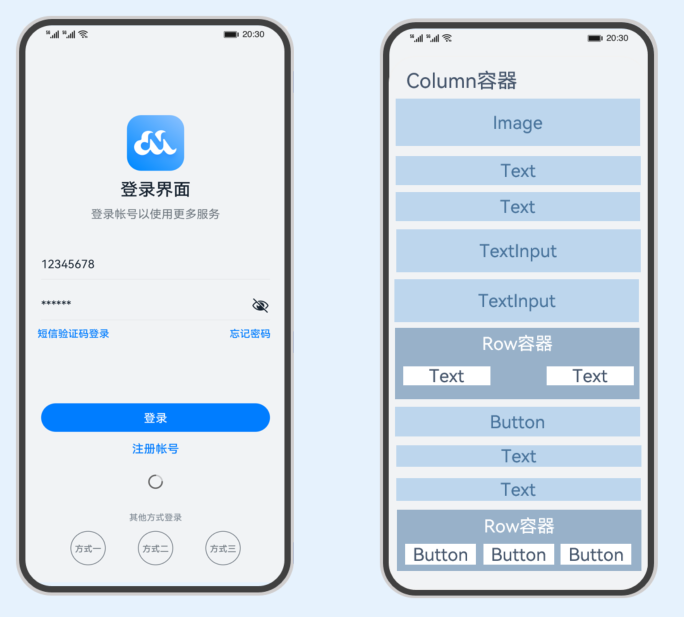 20:30
登录界面
登录帐号以使用更多服务
12345678
******
短信验证码登录 忘记密码
登录
注册帐号
其他方式登录
方式一 方式二 方式三
20:30
Column容器
Image
Text
Text
TextInput
TextInput
Row容器
Text Text
Button
Text
Text
Row容器
Button Button Button